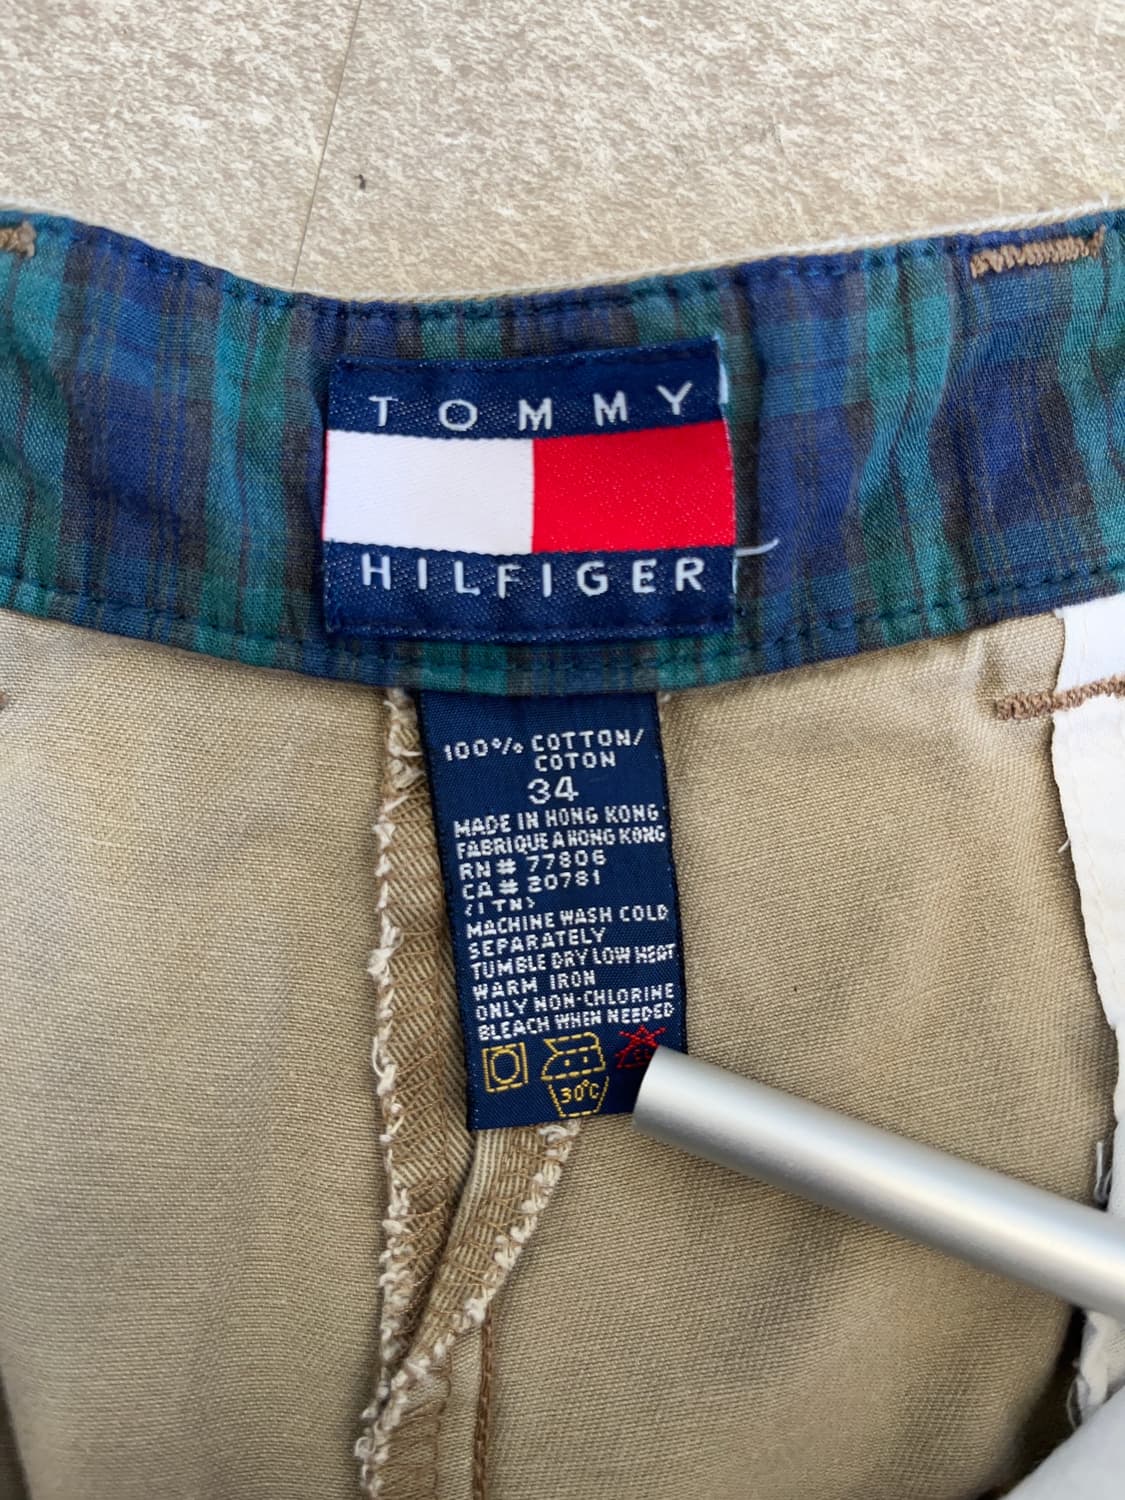 TOMMY
HILFIGER
100% COTTON/
COTON
34
MADE IN HONG KONG
FABRIQUE A HONG KONG
RN# 77806
CA# 20781
(ITN)
MACHINE WASH COLD
SEPARATELY
TUMBLE DRY LOW HEAT
WARM IRON
ONLY NON-CHLORINE
BLEACH WHEN NEEDED
30°C